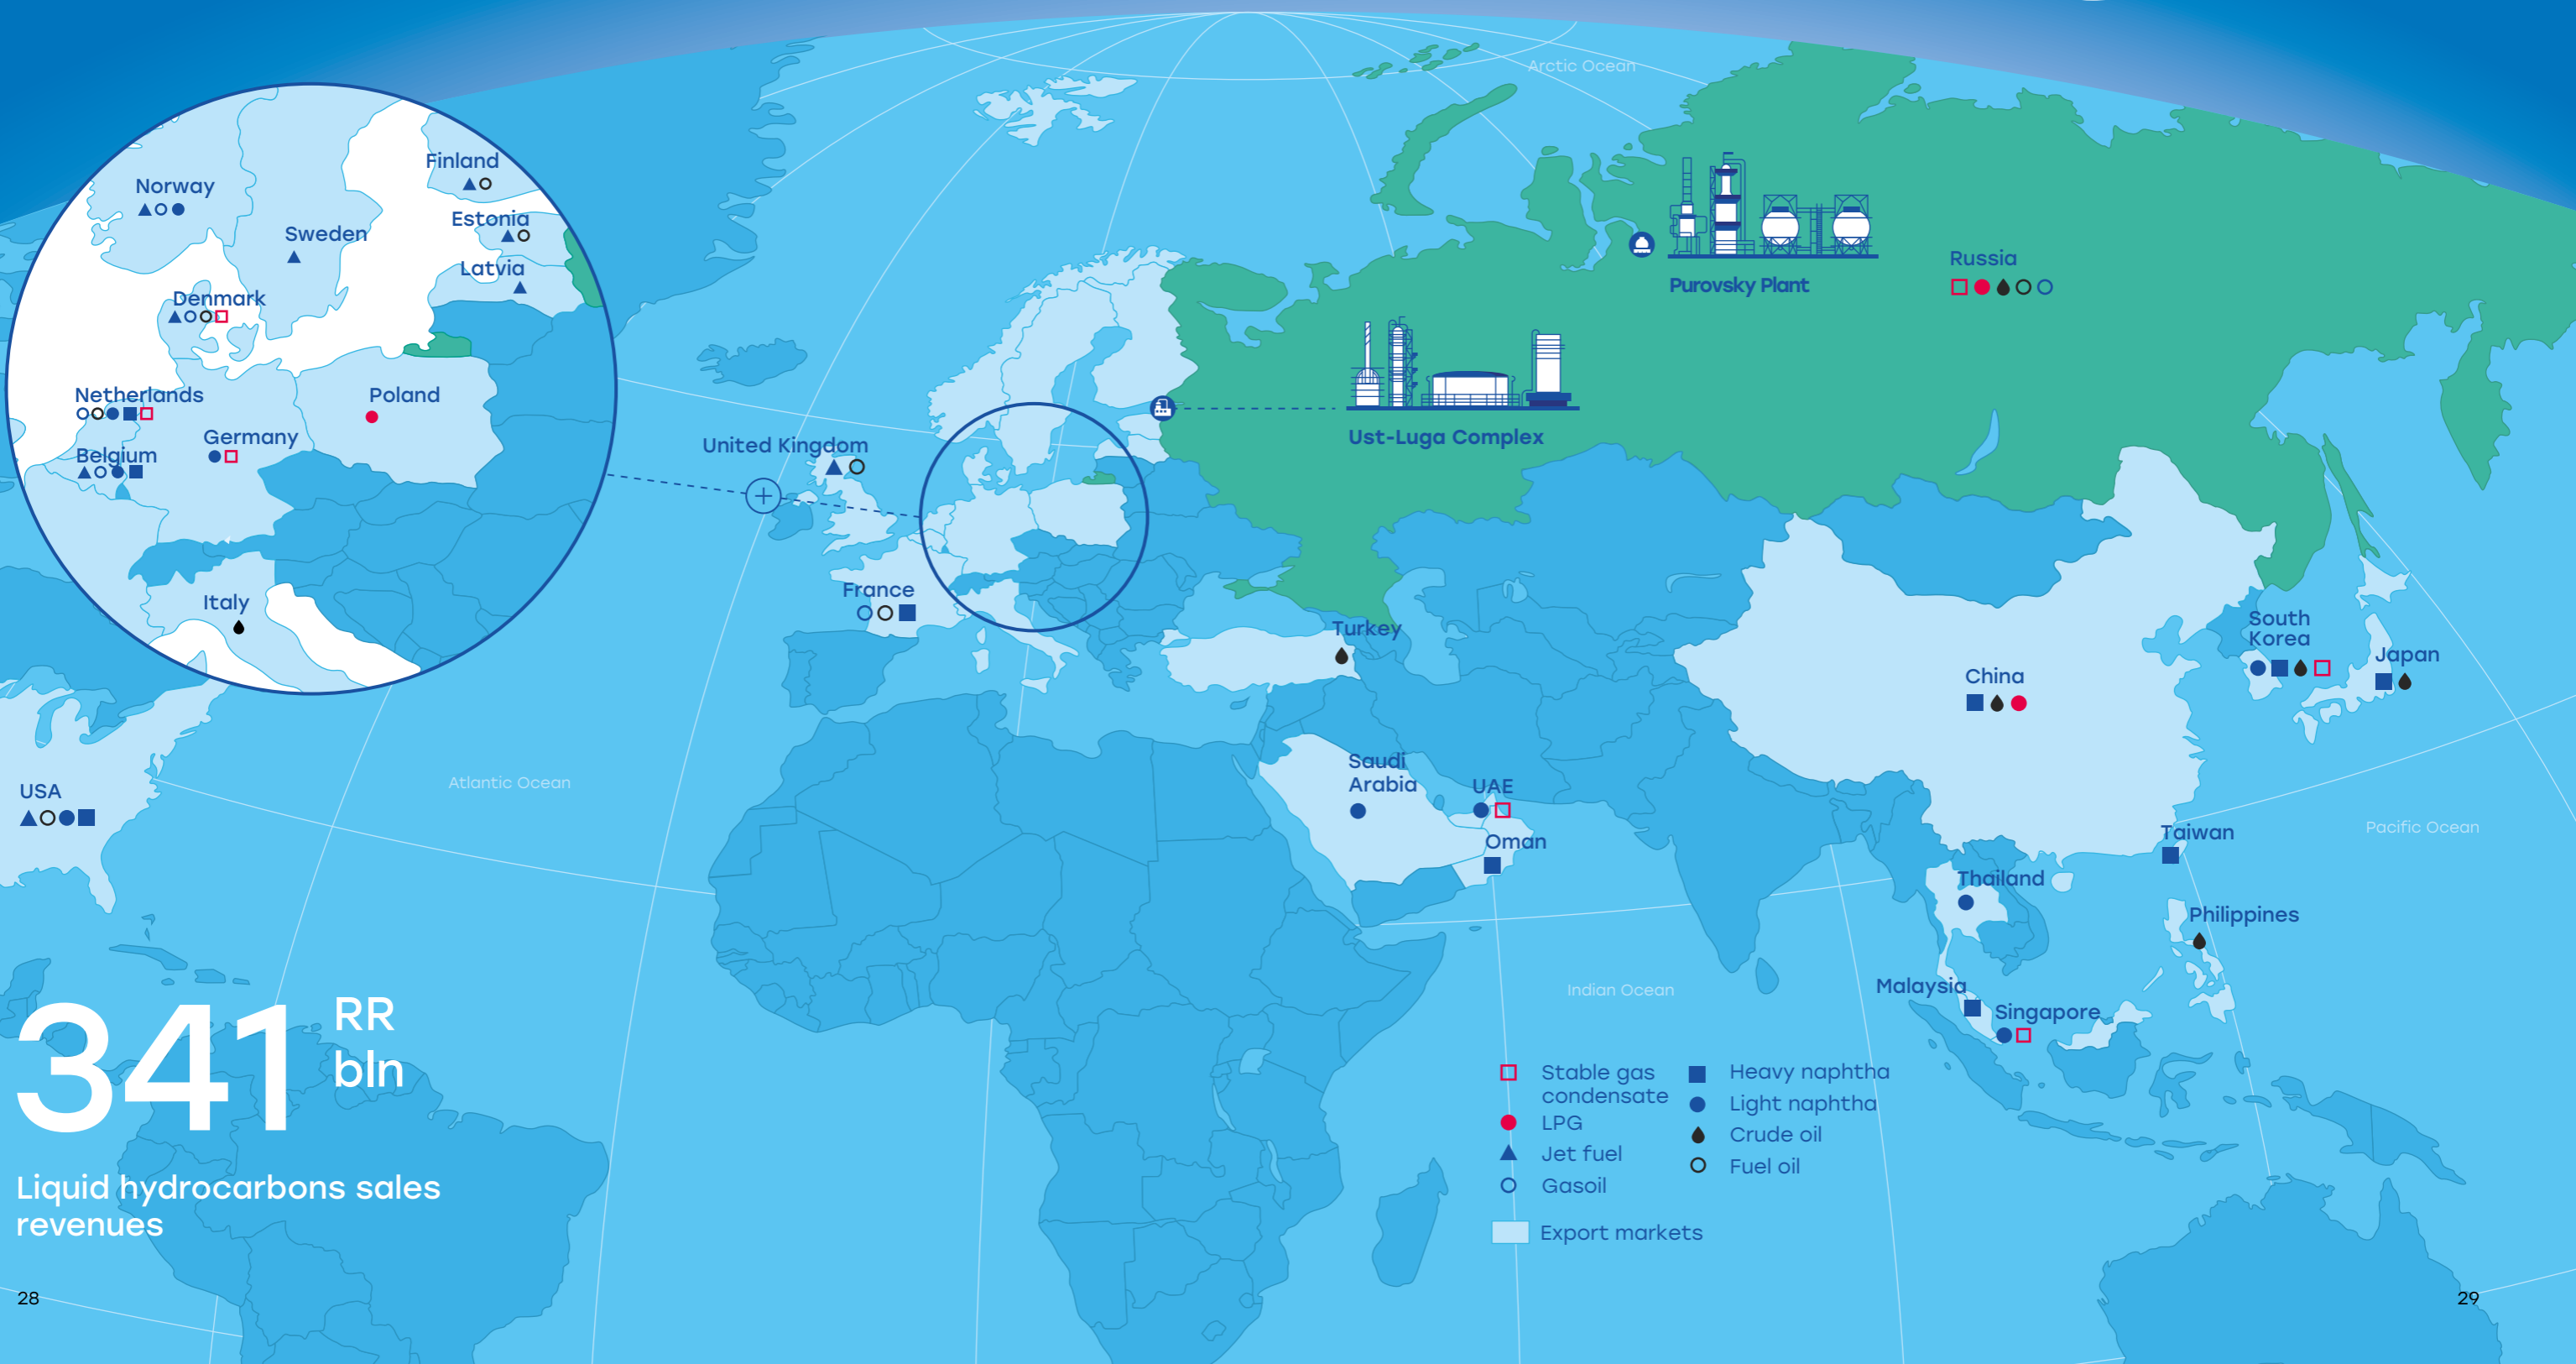 Arctic Ocean
Finland
Norway
Estonia
Sweden
Latvia
Denmark
Netherlands
Poland
Germany
Belgium
Italy
Purovsky Plant
Russia
Ust-Luga Complex
United Kingdom
France
Turkey
South
Korea
Japan
China
Saudi
Arabia
UAE
Oman
USA
Atlantic Ocean
Pacific Ocean
Taiwan
Thailand
Philippines
Malaysia
Singapore
Indian Ocean
341 RR
bln
Liquid hydrocarbons sales
revenues
Stable gas
condensate
LPG
Jet fuel
Gasoil
Heavy naphtha
Light naphtha
Crude oil
Fuel oil
Export markets
28
29